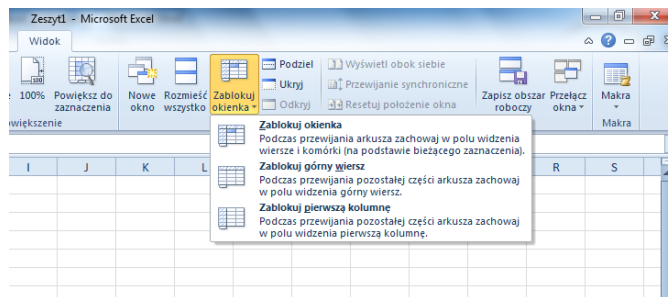 Zeszyt1 - Microsoft Excel
Widok
100%
Powiększ do zaznaczenia
Nowe okno
Rozmieść wszystko
Zablokuj okienka
Podziel
Ukryj
Odkryj
Wyświetl obok siebie
Przewijanie synchroniczne
Resetuj położenie okna
Zapisz obszar roboczy
Przełącz okna
Makra
większenie
Makra
Zablokuj okienka
Podczas przewijania arkusza zachowaj w polu widzenia
wiersze i komórki (na podstawie bieżącego zaznaczenia).
Zablokuj górny wiersz
Podczas przewijania pozostałej części arkusza zachowaj
w polu widzenia górny wiersz.
Zablokuj pierwszą kolumnę
Podczas przewijania pozostałej części arkusza zachowaj
w polu widzenia pierwszą kolumnę.
I J K L R S